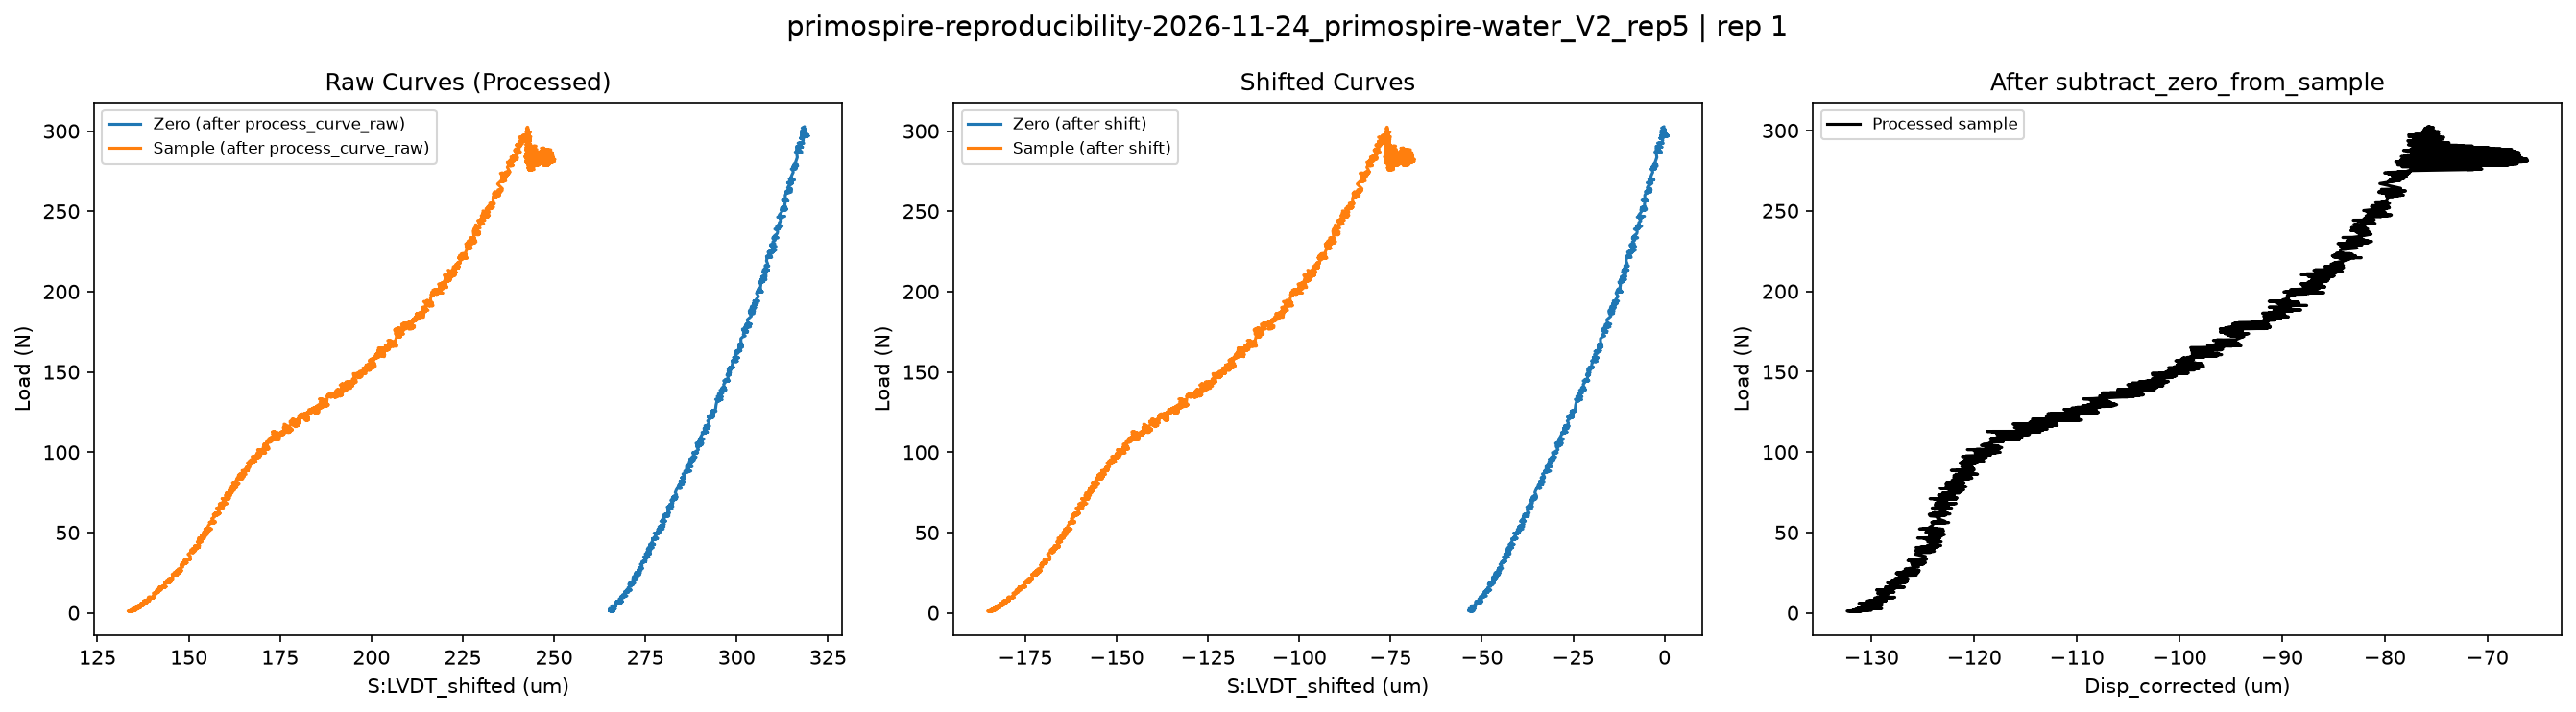 primospire-reproducibility-2026-11-24_primospire-water_V2_rep5 | rep 1
Raw Curves (Processed)
Zero (after process_curve_raw)
Sample (after process_curve_raw)
Load (N)
300
250
200
150
100
50
0
125 150 175 200 225 250 275 300 325
S:LVDT_shifted (um)
Shifted Curves
Zero (after shift)
Sample (after shift)
Load (N)
300
250
200
150
100
50
0
−175 −150 −125 −100 −75 −50 −25 0
S:LVDT_shifted (um)
After subtract_zero_from_sample
Processed sample
Load (N)
300
250
200
150
100
50
0
−130 −120 −110 −100 −90 −80 −70
Disp_corrected (um)